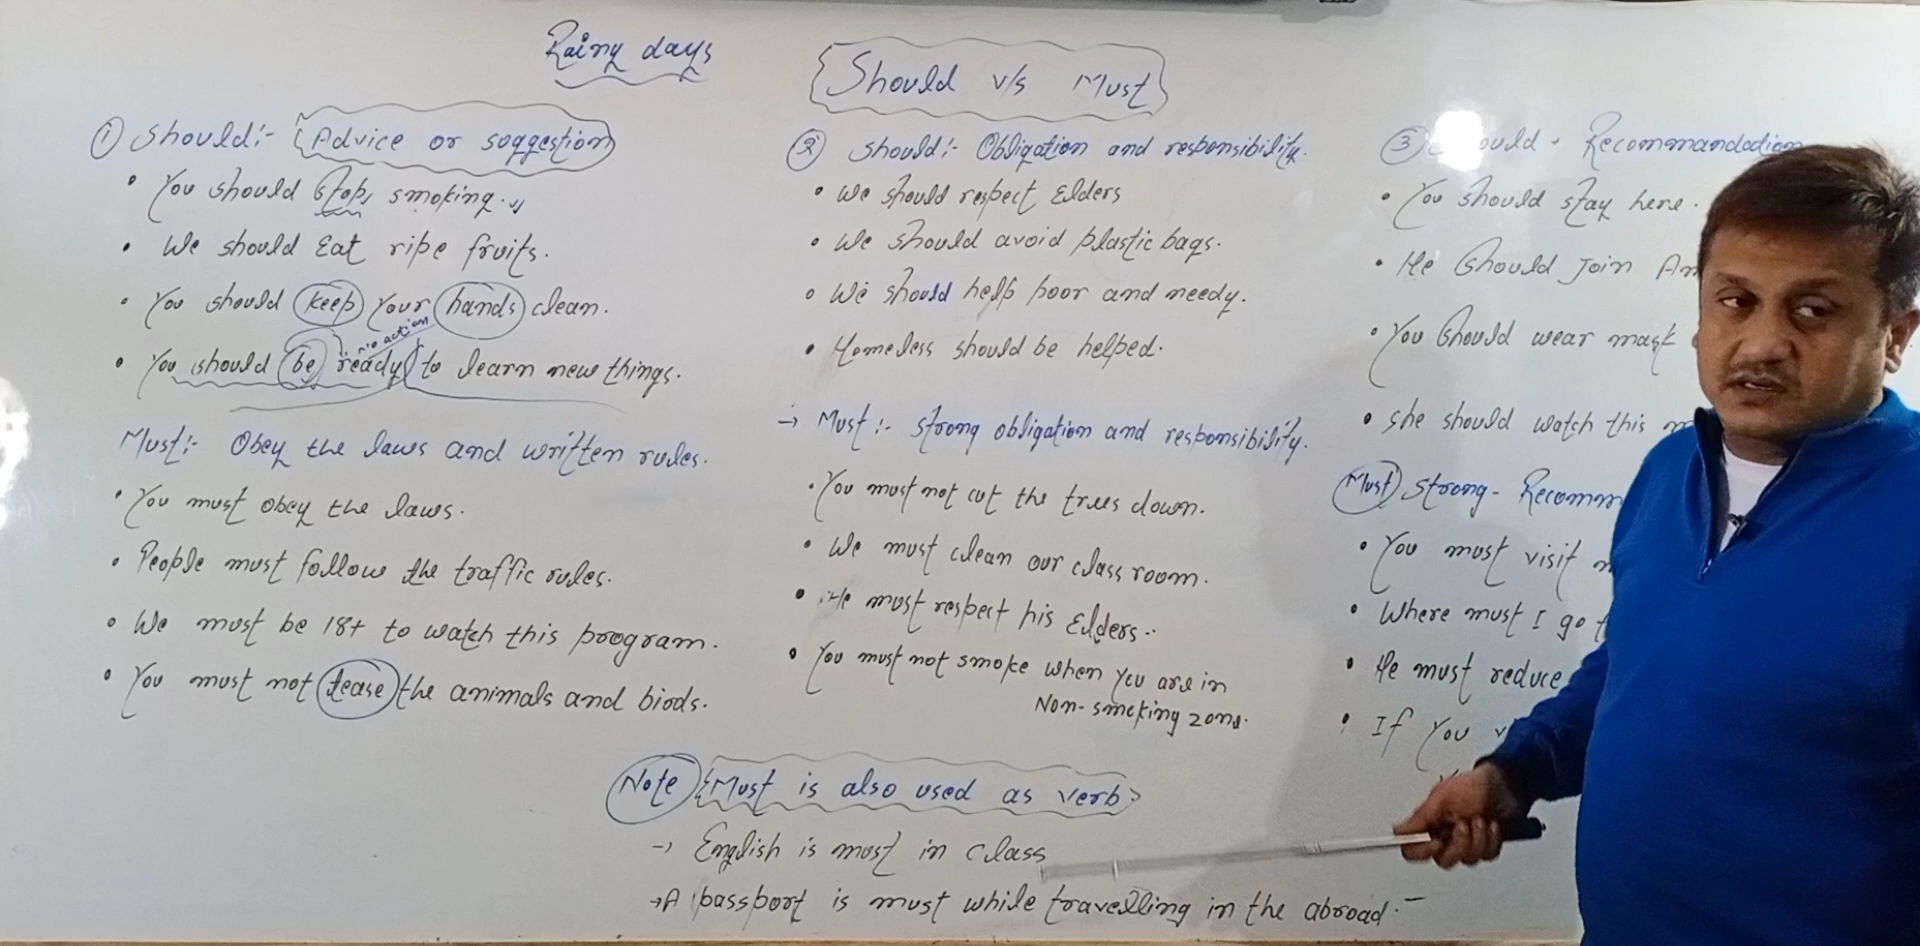 Rainy days
Should v/s Must
① Should:- Advice or soggestion
• You should stop smoking.
• We should Eat ripe fruits.
• You should keep your hands clean.
no action
• You should be ready to learn new things.
Must:- Obey the laws and written rules.
• You must obey the laws.
• People must follow the traffic rules.
• We must be 18+ to watch this program.
• You must not tease the animals and birds.
② should:- Obligation and responsibility.
• We should respect Elders
• We should avoid plastic bags.
• We should help poor and needy.
• Homeless should be helped.
→ Must:- strong obligation and responsibility.
• You must not cut the trees down.
• We must clean our class room.
• He must respect his Elders..
• You must not smoke when you are in
Non-smoking zone.
③ Recommandation
• You should stay here.
• He should Join
• You should wear mask
• she should watch this
Must Strong-
• You must visit
• Where must I go
• He must reduce
• If You
Note Must is also used as verb
→ English is must in class
→ A passport is must while travelling in the abroad.